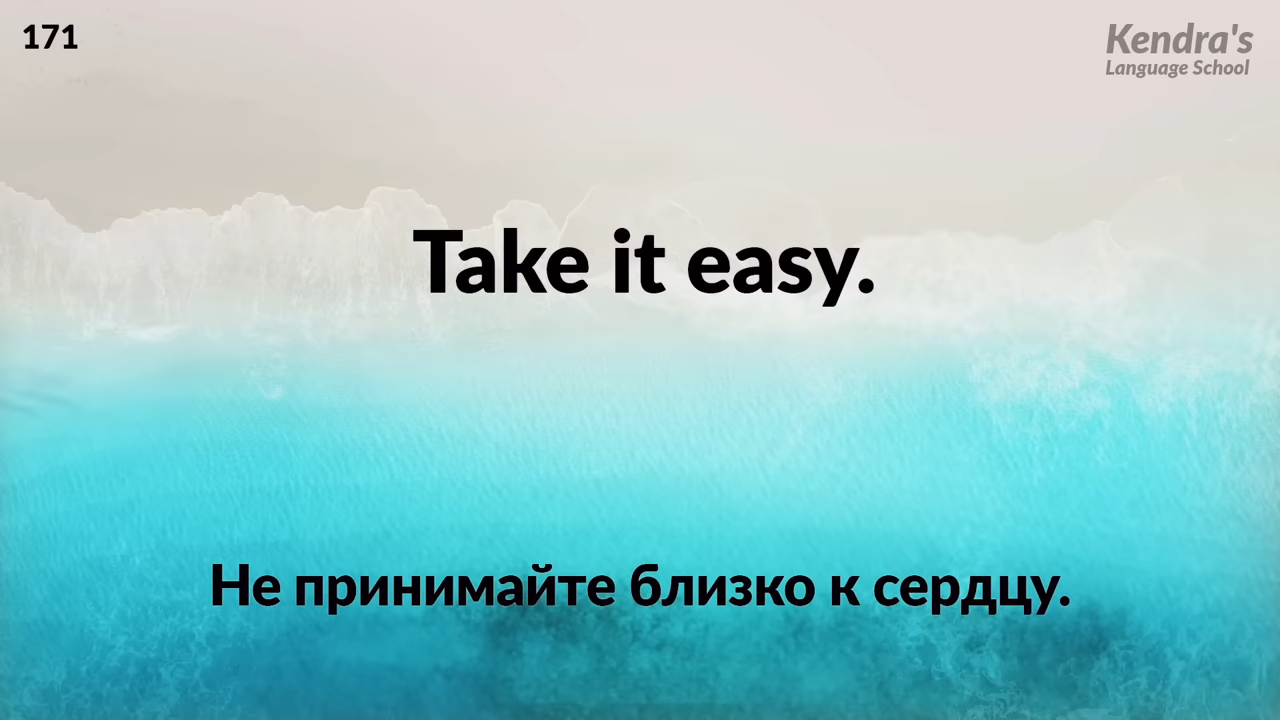 171
Kendra's
Language School
Take it easy.
Не принимайте близко к сердцу.